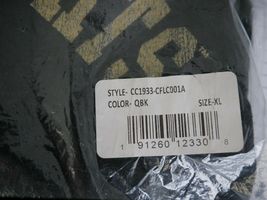 STYLE- CC1933-CFLC001A
COLOR- QBK SIZE-XL
1 91260 12330 8